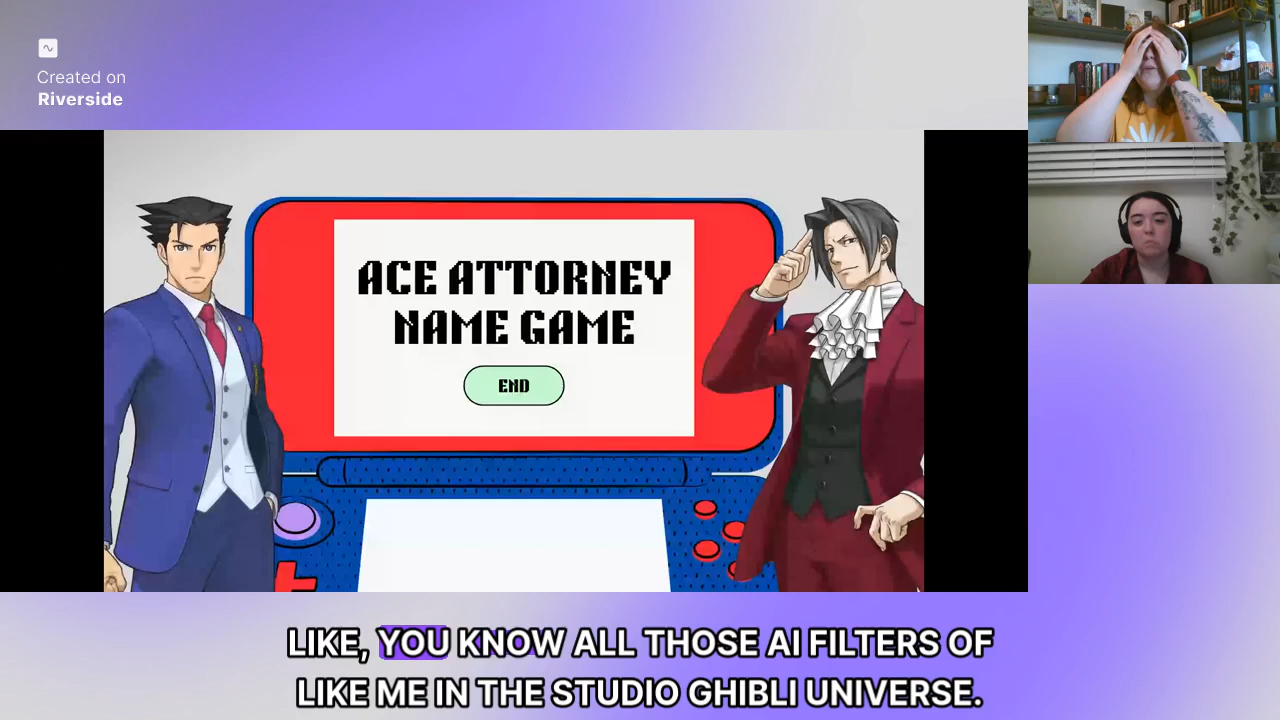 Created on
Riverside
ACE ATTORNEY
NAME GAME
END
LIKE, YOU KNOW ALL THOSE AI FILTERS OF
LIKE ME IN THE STUDIO GHIBLI UNIVERSE.